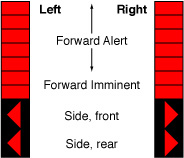 Left Right
Forward Alert
Forward Imminent
Side, front
Side, rear